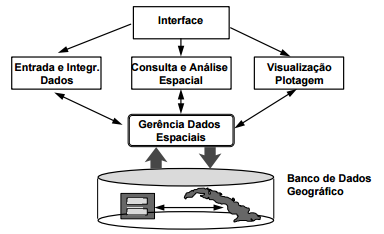 Interface
Entrada e Integr.
Dados
Consulta e Análise
Espacial
Visualização
Plotagem
Gerência Dados
Espaciais
Banco de Dados
Geográfico